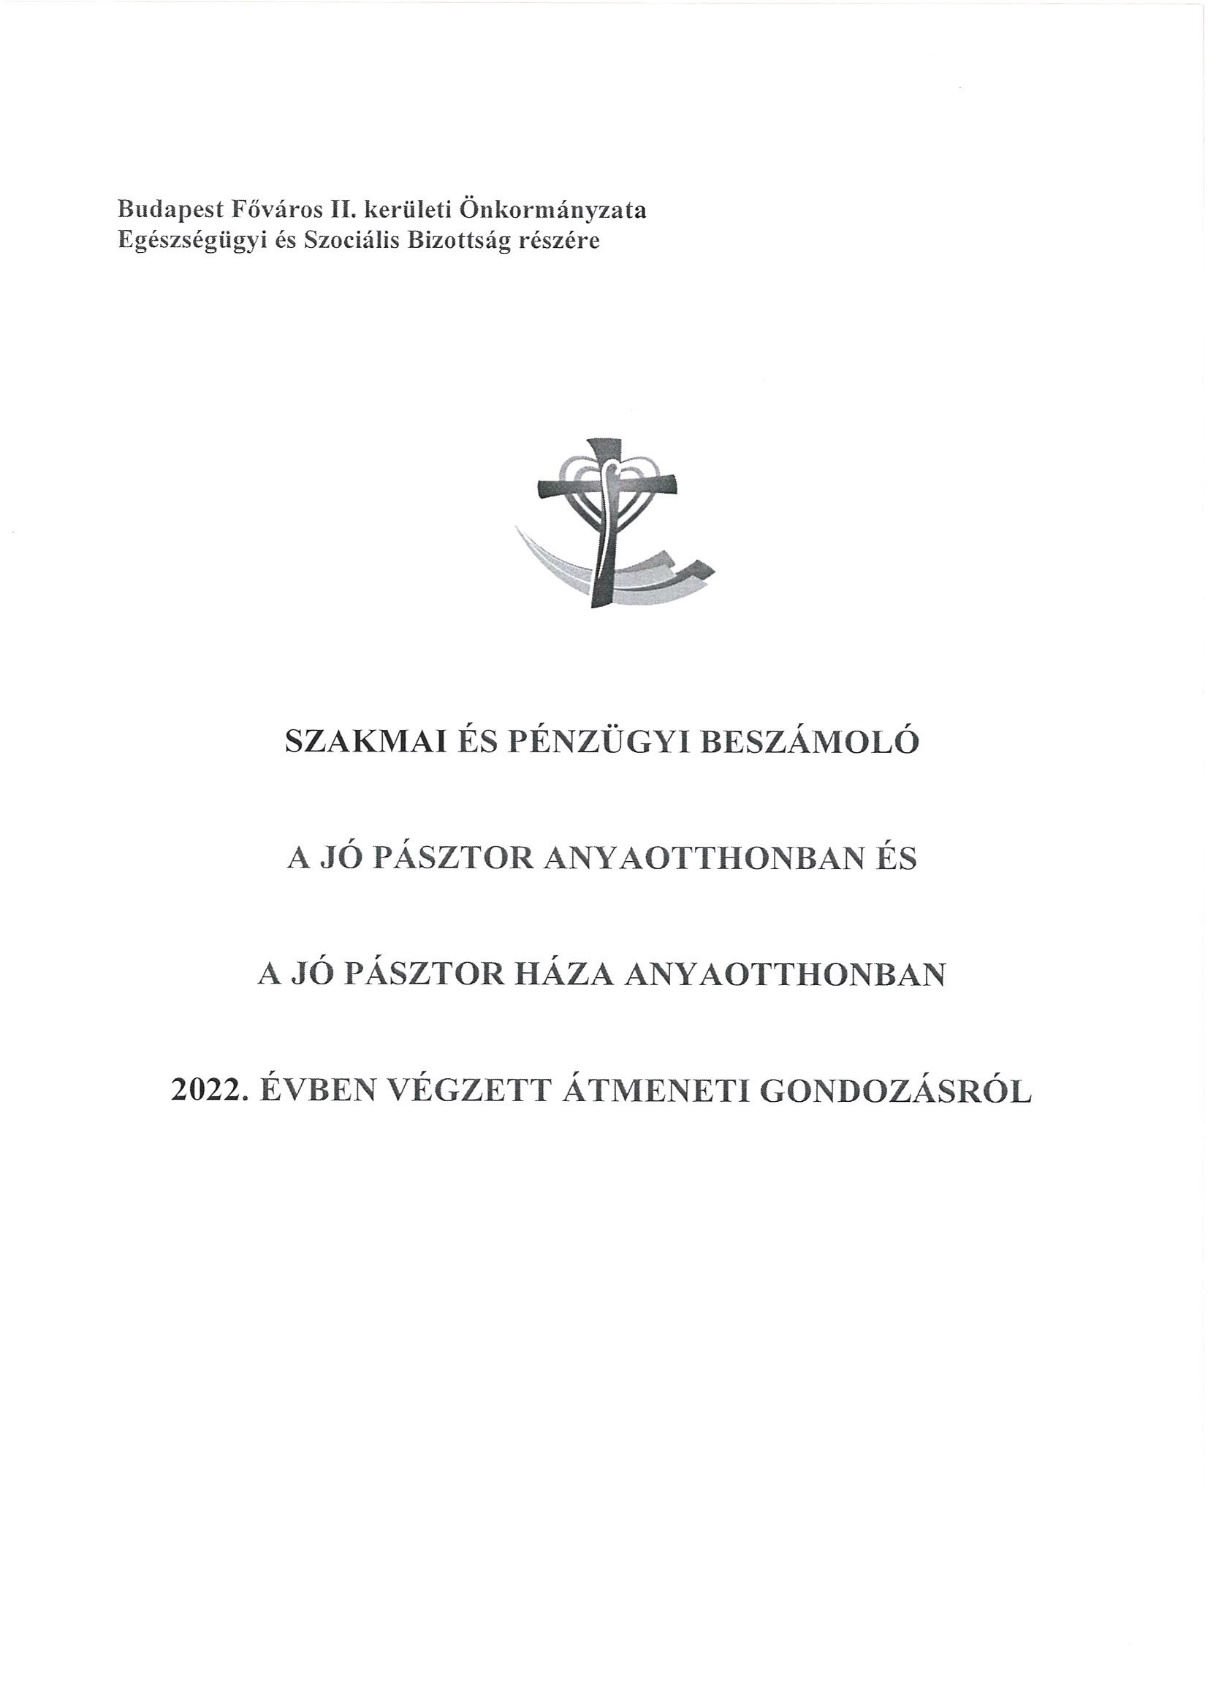 Budapest Főváros II. kerületi Önkormányzata
Egészségügyi és Szociális Bizottság részére
SZAKMAI ÉS PÉNZÜGYI BESZÁMOLÓ
A JÓ PÁSZTOR ANYAOTTHONBAN ÉS
A JÓ PÁSZTOR HÁZA ANYAOTTHONBAN
2022. ÉVBEN VÉGZETT ÁTMENETI GONDOZÁSRÓL